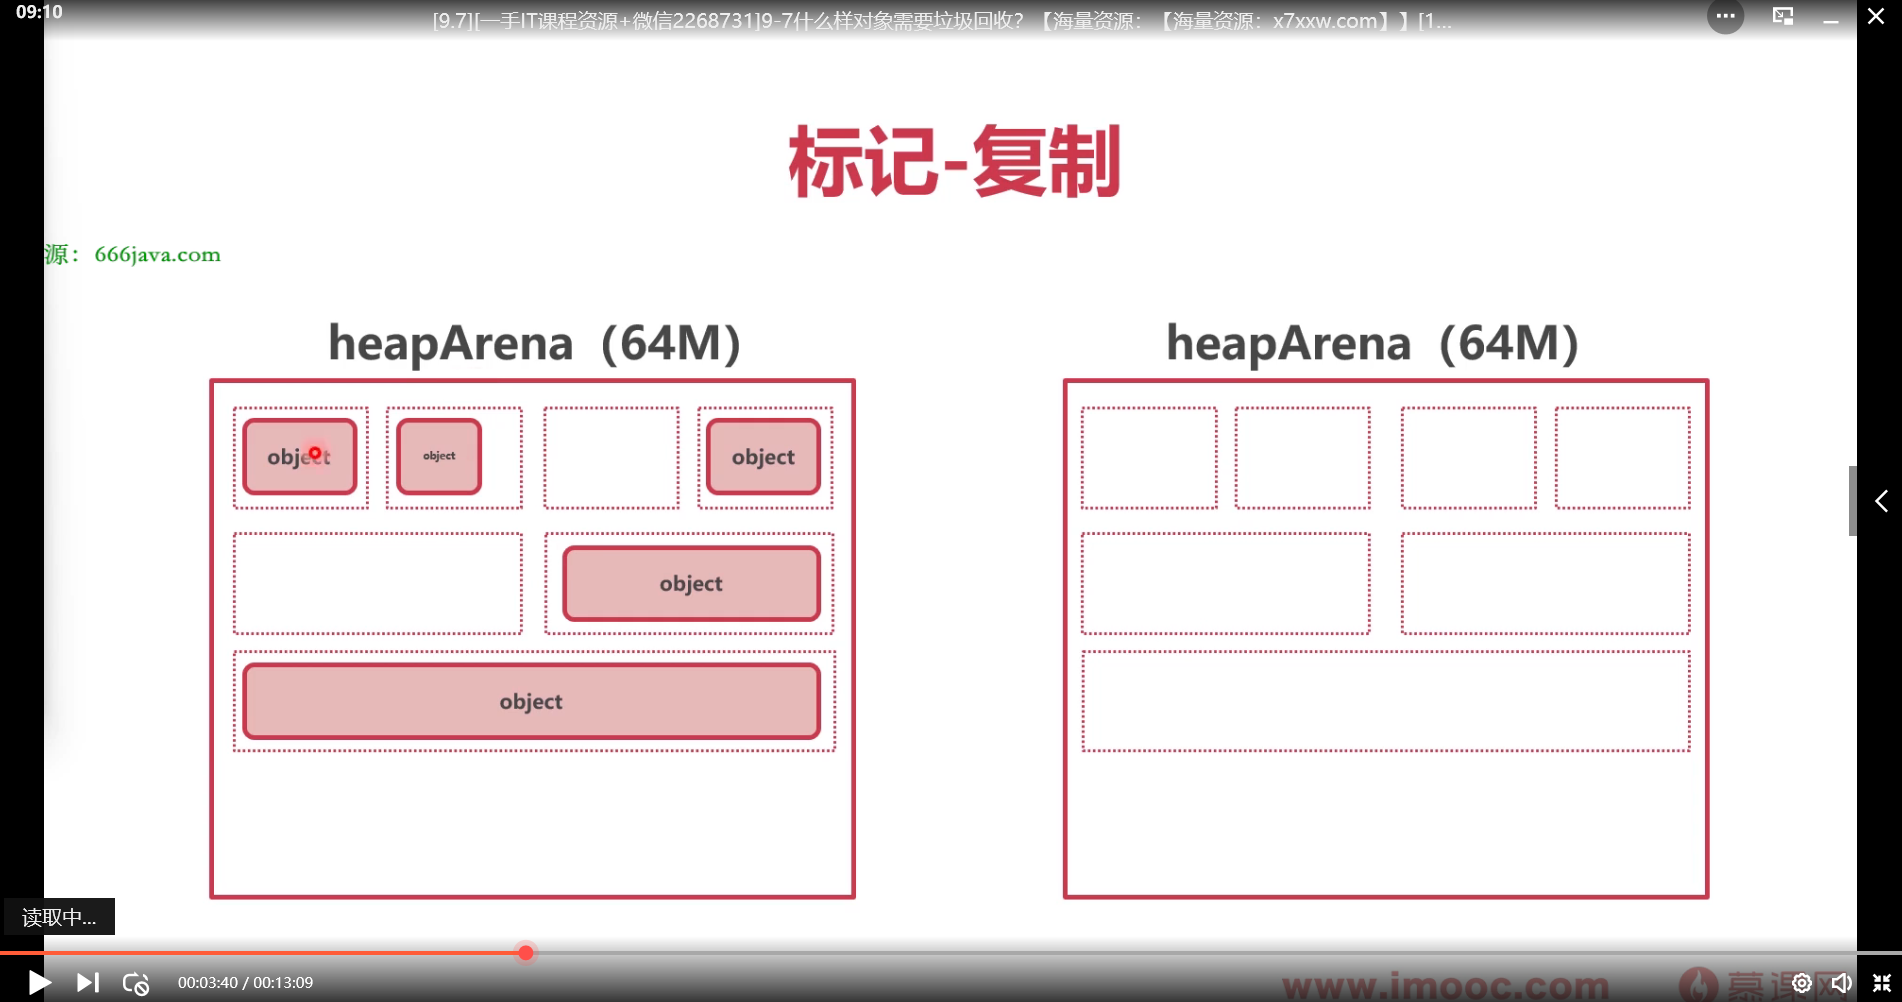 09:10
[9.7][一手IT课程资源+微信2268731]9-7什么样对象需要垃圾回收？【海量资源：【海量资源：x7xxw.com】】[1...
标记-复制
源：666java.com
heapArena（64M）
heapArena（64M）
object
object
object
object
object
读取中...
00:03:40 / 00:13:09
www.imooc.com
慕课网